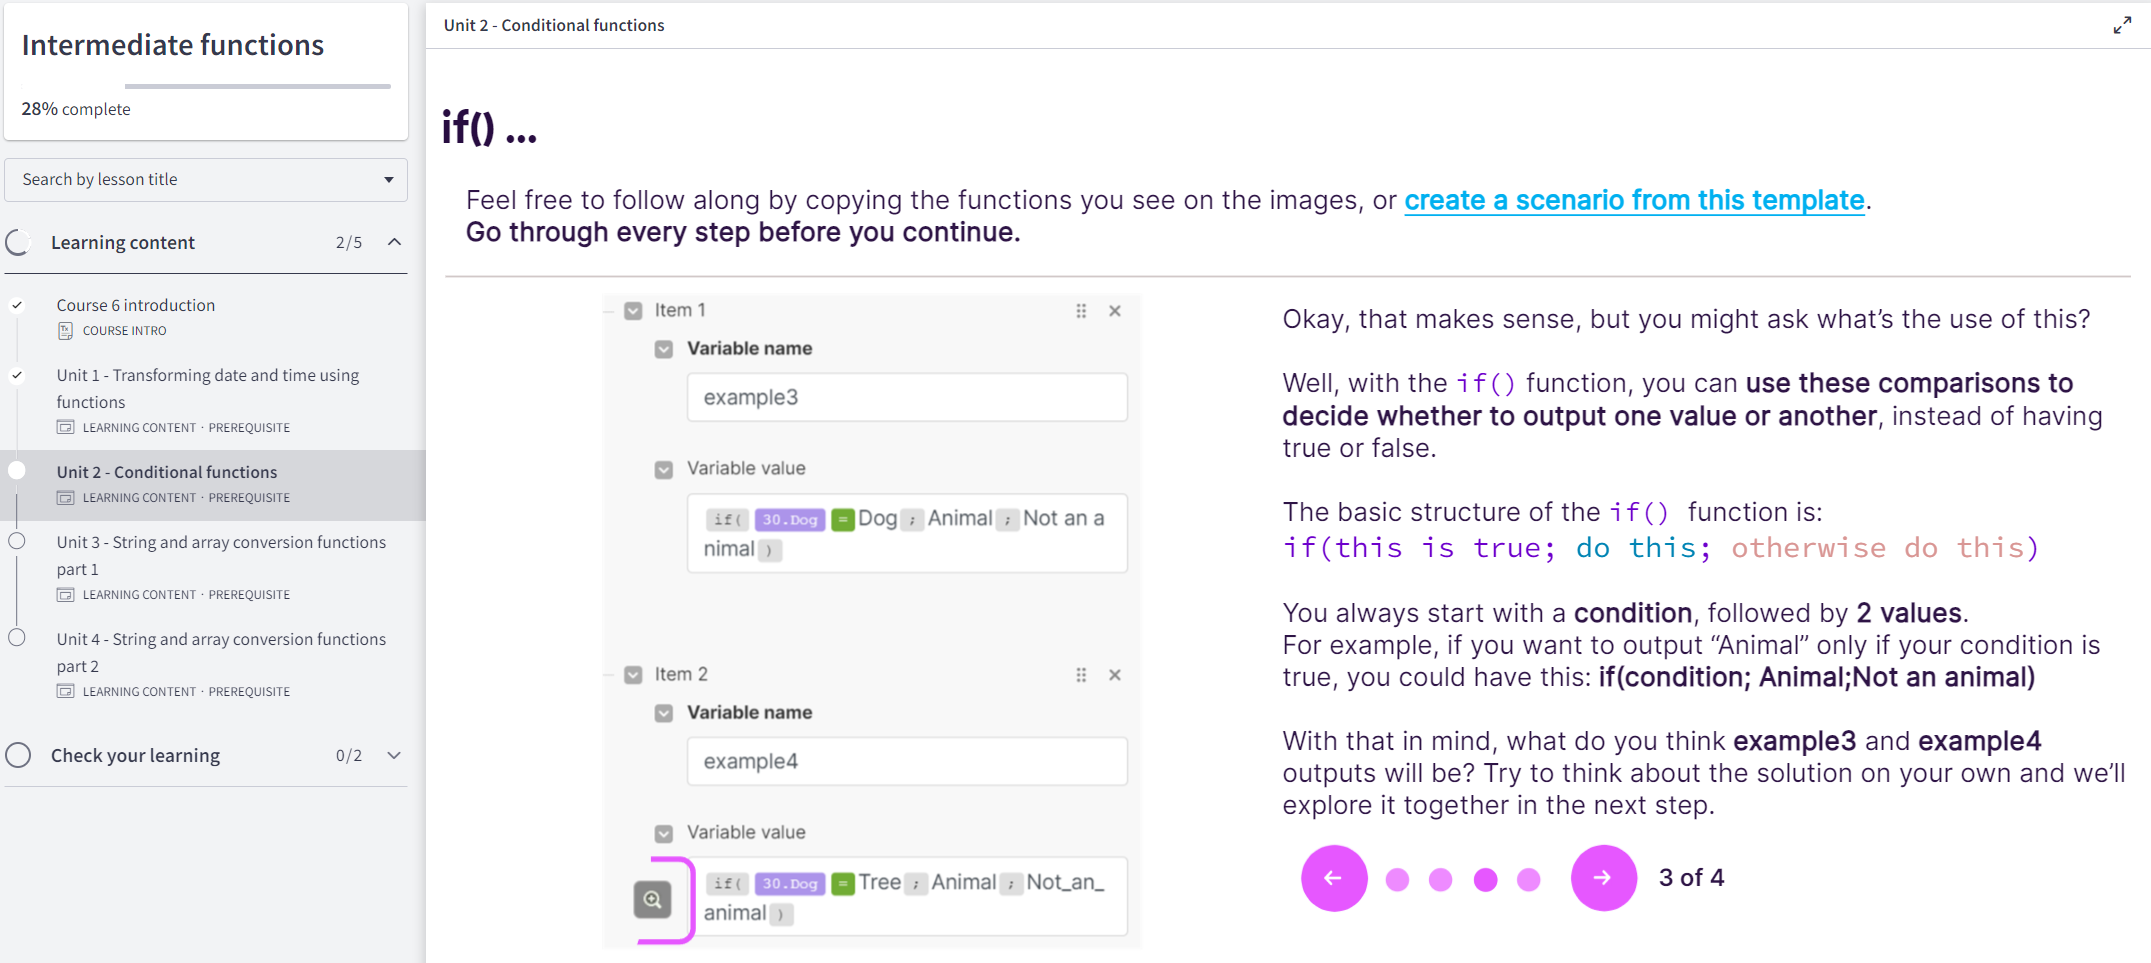 Intermediate functions
28% complete
Search by lesson title
Learning content 2/5
Course 6 introduction
COURSE INTRO
Unit 1 - Transforming date and time using
functions
LEARNING CONTENT · PREREQUISITE
Unit 2 - Conditional functions
LEARNING CONTENT · PREREQUISITE
Unit 3 - String and array conversion functions
part 1
LEARNING CONTENT · PREREQUISITE
Unit 4 - String and array conversion functions
part 2
LEARNING CONTENT · PREREQUISITE
Check your learning 0/2
Unit 2 - Conditional functions
if() ...
Feel free to follow along by copying the functions you see on the images, or create a scenario from this template.
Go through every step before you continue.
Item 1
Variable name
example3
Variable value
if( 30.Dog = Dog ; Animal ; Not an a
nimal )
Item 2
Variable name
example4
Variable value
if( 30.Dog = Tree ; Animal ; Not_an_
animal )
Okay, that makes sense, but you might ask what’s the use of this?
Well, with the if() function, you can use these comparisons to
decide whether to output one value or another, instead of having
true or false.
The basic structure of the if() function is:
if(this is true; do this; otherwise do this)
You always start with a condition, followed by 2 values.
For example, if you want to output “Animal” only if your condition is
true, you could have this: if(condition; Animal;Not an animal)
With that in mind, what do you think example3 and example4
outputs will be? Try to think about the solution on your own and we’ll
explore it together in the next step.
3 of 4